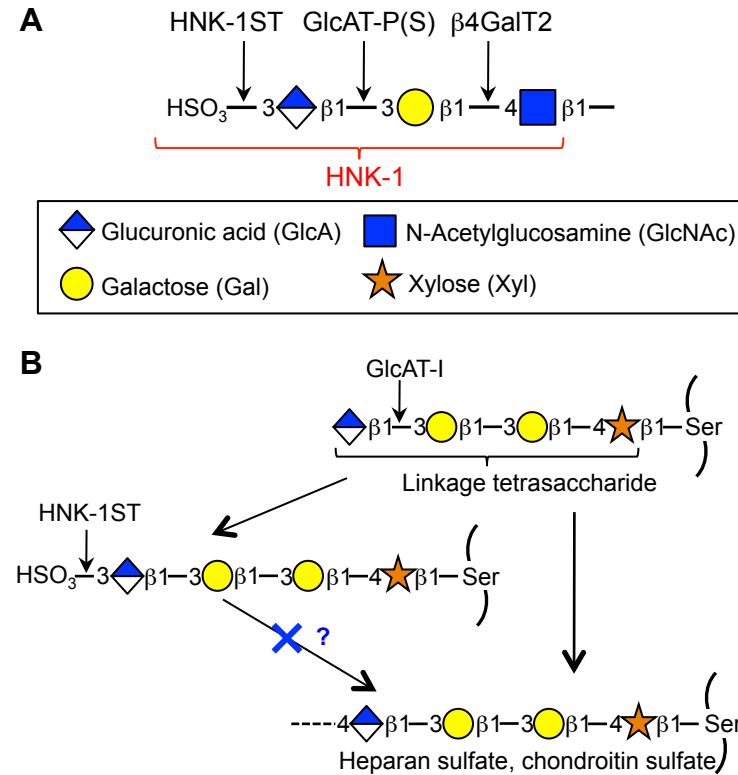 A
HNK-1ST GlcAT-P(S) β4GalT2
HSO3 3 β1 3 β1 4 β1
HNK-1
Glucuronic acid (GlcA) N-Acetylglucosamine (GlcNAc)
Galactose (Gal) Xylose (Xyl)
B
GlcAT-I
β1 3 β1 3 β1 4 β1 Ser
Linkage tetrasaccharide
HNK-1ST
HSO3 3 β1 3 β1 3 β1 4 β1 Ser
?
4 β1 3 β1 3 β1 4 β1 Ser
Heparan sulfate, chondroitin sulfate